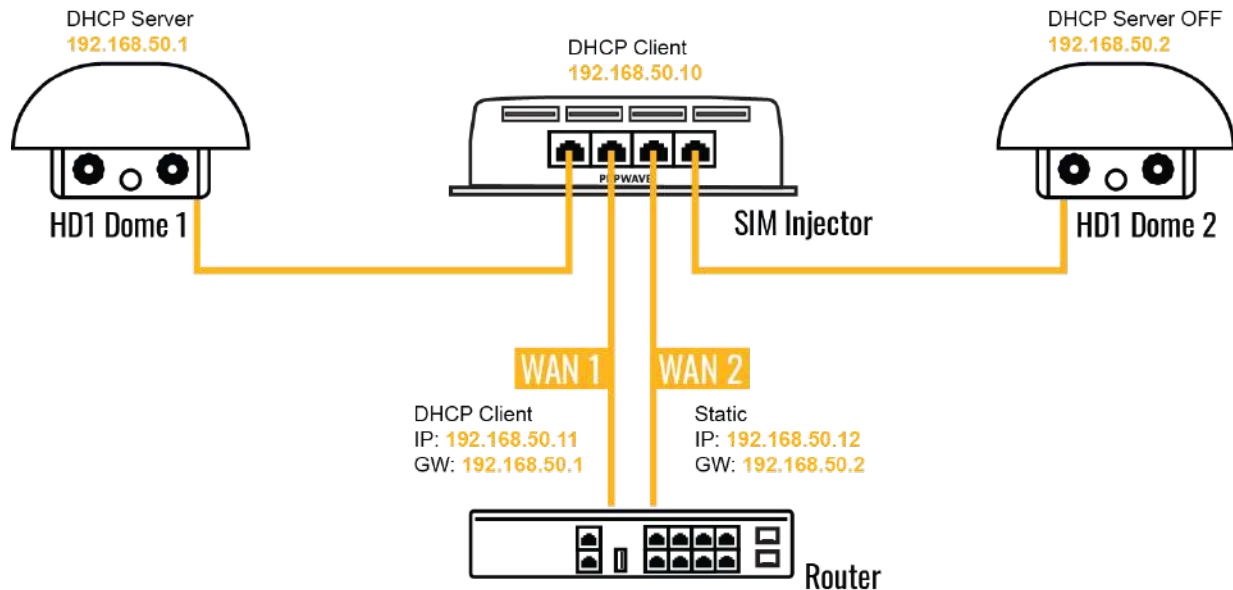 DHCP Server
192.168.50.1
HD1 Dome 1
DHCP Client
192.168.50.10
PEPWAVE
SIM Injector
DHCP Server OFF
192.168.50.2
HD1 Dome 2
WAN 1
WAN 2
DHCP Client
IP: 192.168.50.11
GW: 192.168.50.1
Static
IP: 192.168.50.12
GW: 192.168.50.2
Router